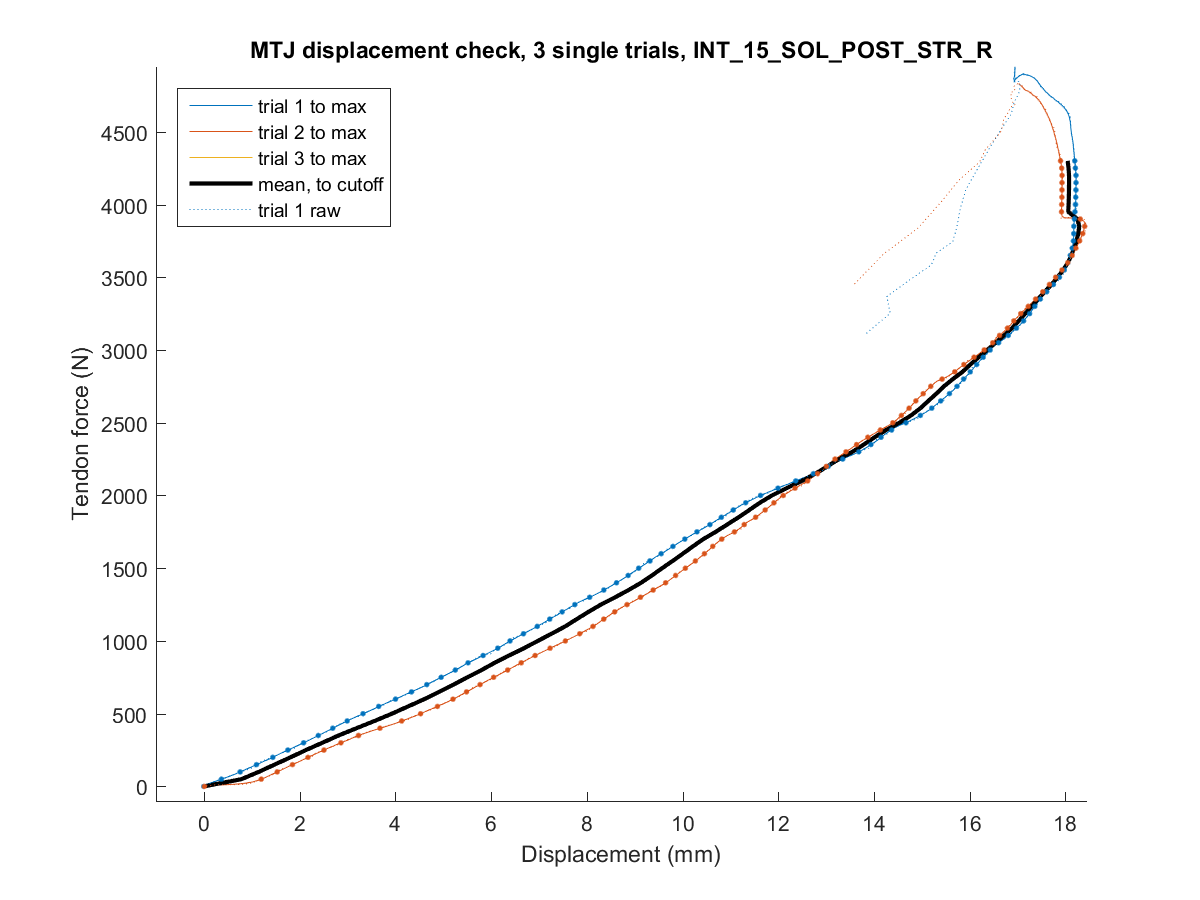 MTJ displacement check, 3 single trials, INT_15_SOL_POST_STR_R
trial 1 to max
trial 2 to max
trial 3 to max
mean, to cutoff
trial 1 raw
Tendon force (N)
4500
4000
3500
3000
2500
2000
1500
1000
500
0
0 2 4 6 8 10 12 14 16 18
Displacement (mm)